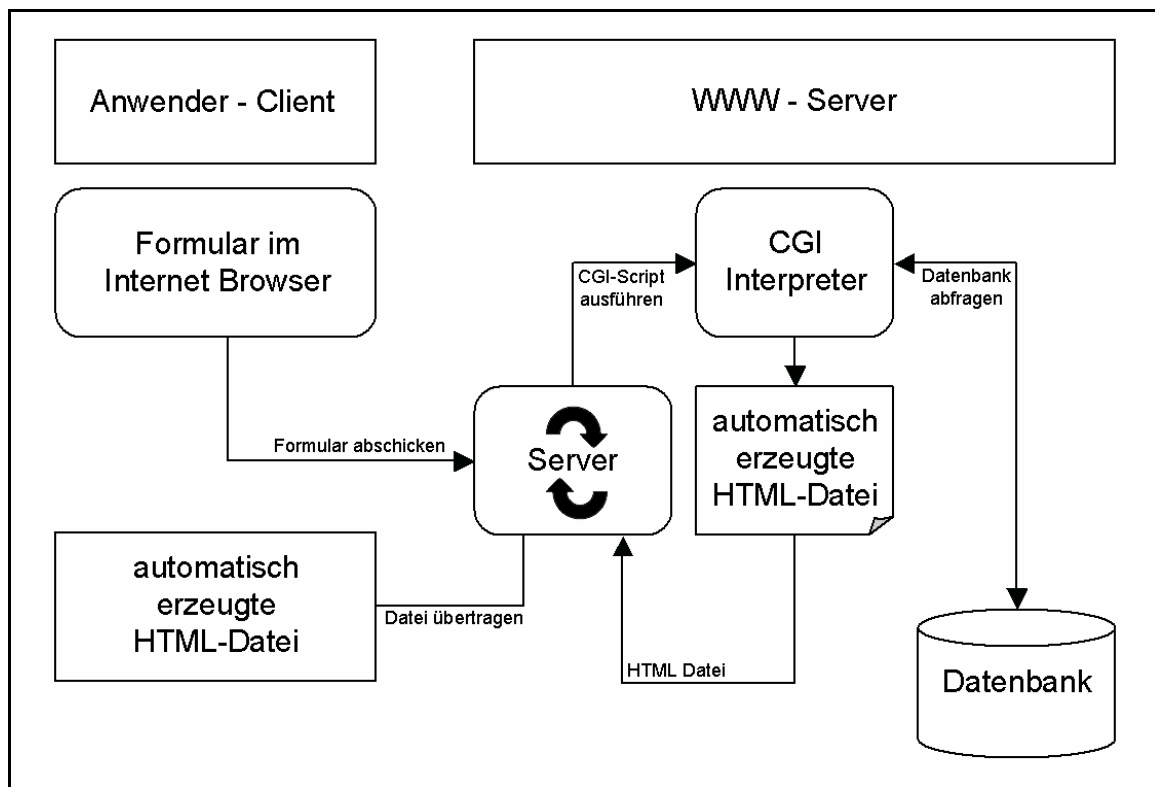 Anwender - Client
WWW - Server
Formular im
Internet Browser
CGI
Interpreter
CGI-Script
ausführen
Datenbank
abfragen
Formular abschicken
Server
automatisch
erzeugte
HTML-Datei
automatisch
erzeugte
HTML-Datei
Datei übertragen
HTML Datei
Datenbank